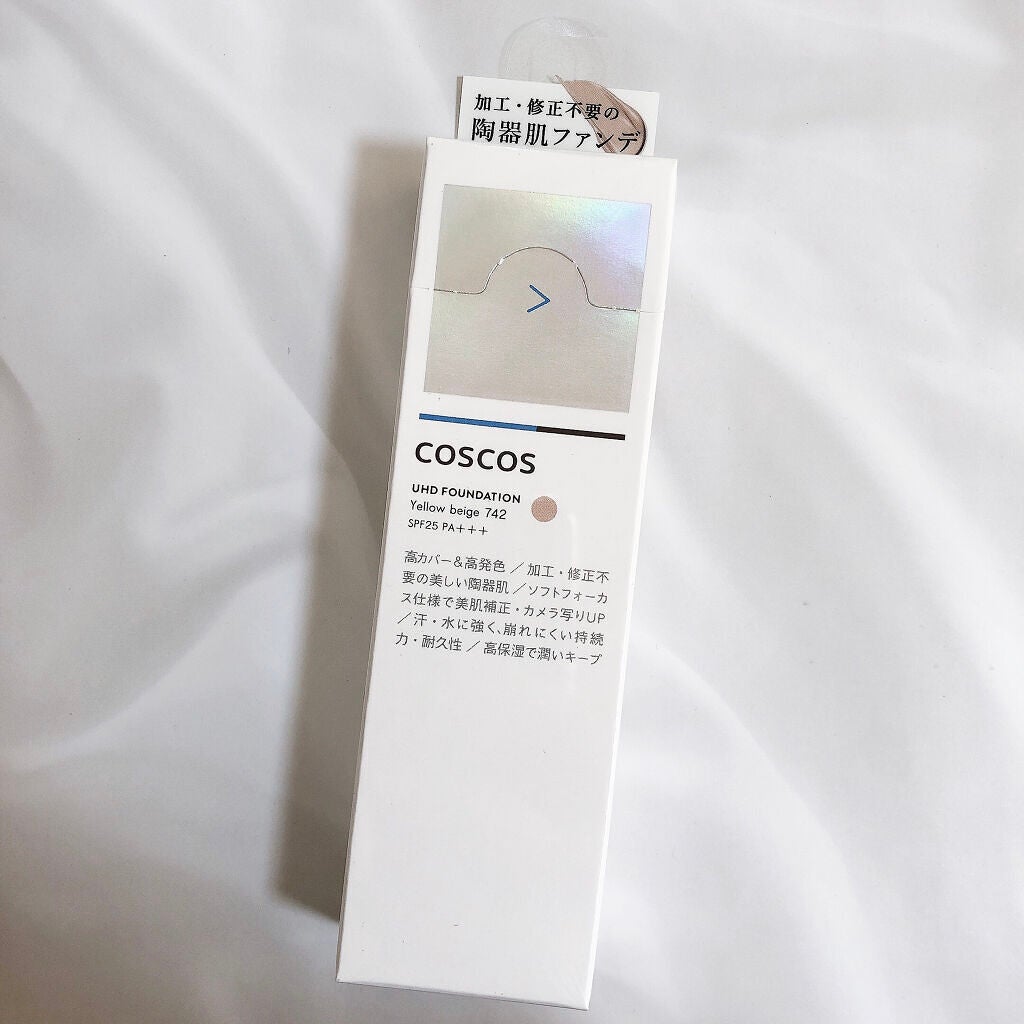 加工・修正不要の
陶器肌ファンデ
>
COSCOS
UHD FOUNDATION
Yellow beige 742
SPF25 PA+++
高カバー＆高発色 ／加工・修正不
要の美しい陶器肌 ／ソフトフォーカ
ス仕様で美肌補正・カメラ写りUP
／汗・水に強く、崩れにくい持続
力・耐久性 ／ 高保湿で潤いキープ